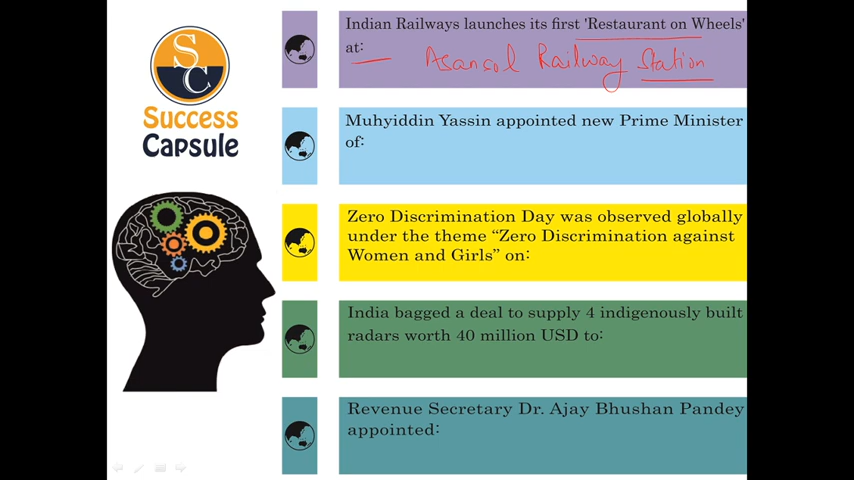 S
C
Success
Capsule
Indian Railways launches its first 'Restaurant on Wheels'
at: Asansol Railway Station
Muhyiddin Yassin appointed new Prime Minister
of:
Zero Discrimination Day was observed globally
under the theme “Zero Discrimination against
Women and Girls” on:
India bagged a deal to supply 4 indigenously built
radars worth 40 million USD to:
Revenue Secretary Dr. Ajay Bhushan Pandey
appointed: